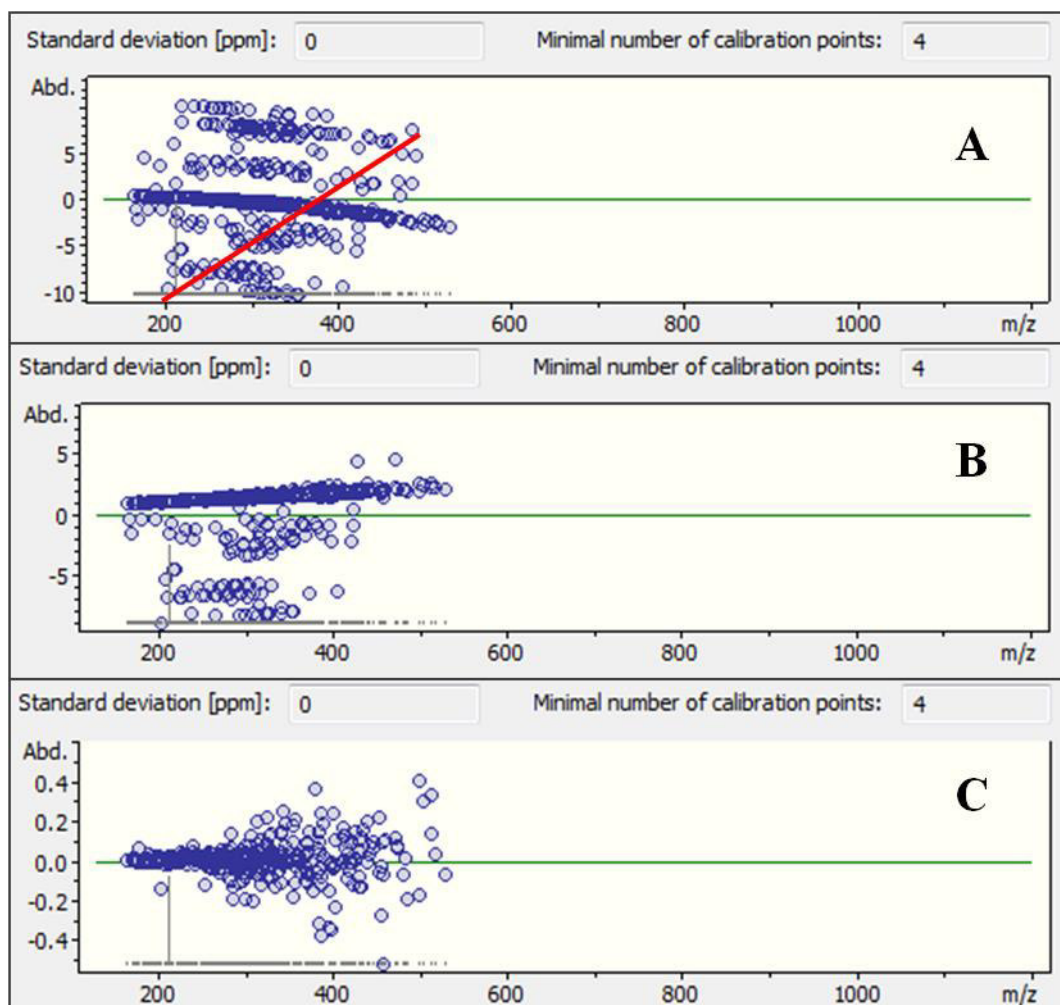 Standard deviation [ppm]: 0 Minimal number of calibration points: 4
Abd.
A
5
0
-5
-10
200 400 600 800 1000 m/z
Standard deviation [ppm]: 0 Minimal number of calibration points: 4
Abd.
B
5
0
-5
200 400 600 800 1000 m/z
Standard deviation [ppm]: 0 Minimal number of calibration points: 4
Abd.
C
0.4
0.2
0.0
-0.2
-0.4
200 400 600 800 1000 m/z